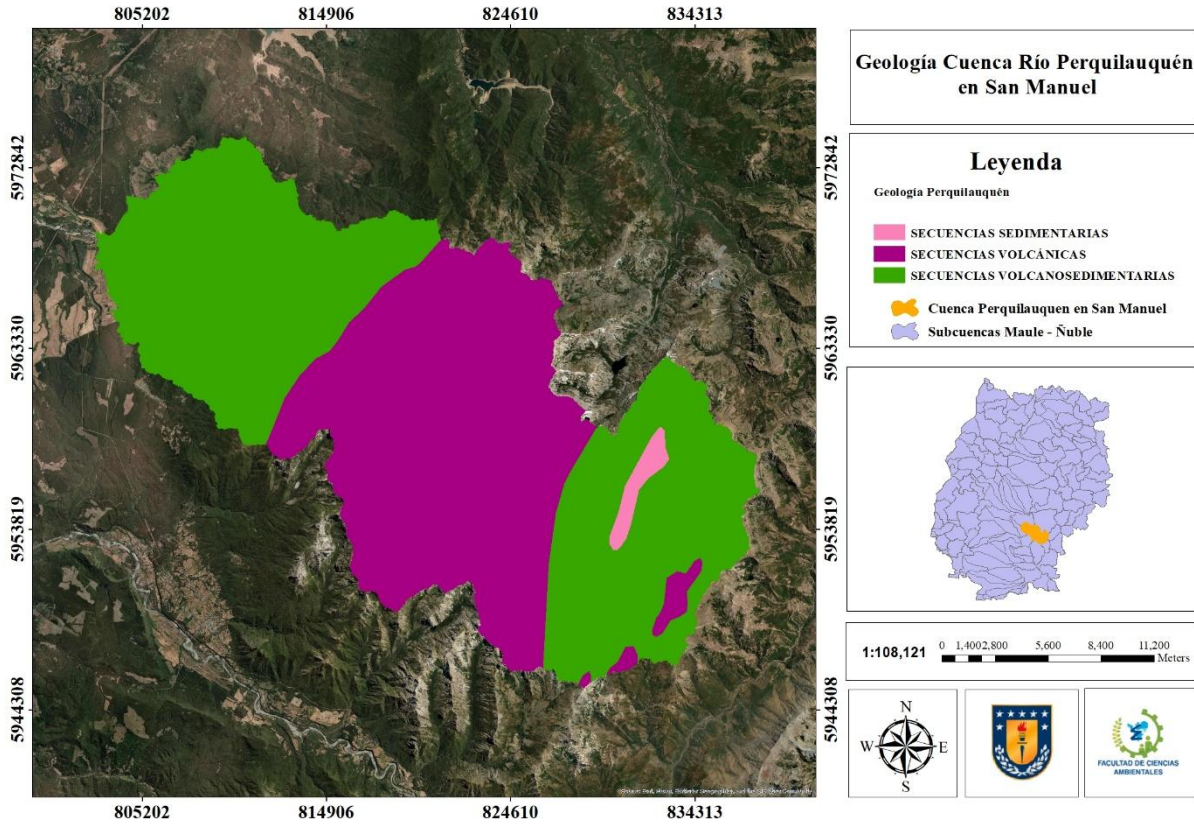 805202 814906 824610 834313
5972842 5972842
5963330 5963330
5953819 5953819
5944308 5944308
805202 814906 824610 834313
Geología Cuenca Río Perquilauquén
en San Manuel
Leyenda
Geología Perquilauquén
SECUENCIAS SEDIMENTARIAS
SECUENCIAS VOLCÁNICAS
SECUENCIAS VOLCANOSEDIMENTARIAS
Cuenca Perquilauquen en San Manuel
Subcuencas Maule - Ñuble
1:108,121
0 1,400 2,800 5,600 8,400 11,200
Meters
N
W E
S
FACULTAD DE CIENCIAS
AMBIENTALES